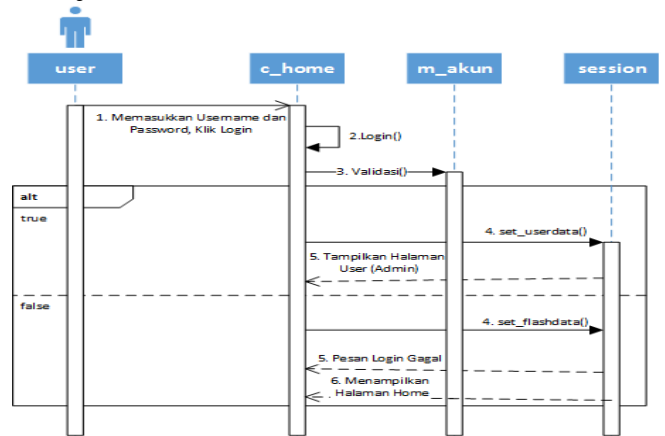 user
c_home
m_akun
session
1. Memasukkan Username dan
Password, Klik Login
2.Login()
3. Validasi()
alt
true
4. set_userdata()
5. Tampilkan Halaman
User (Admin)
false
4. set_flashdata()
5. Pesan Login Gagal
6. Menampilkan
Halaman Home